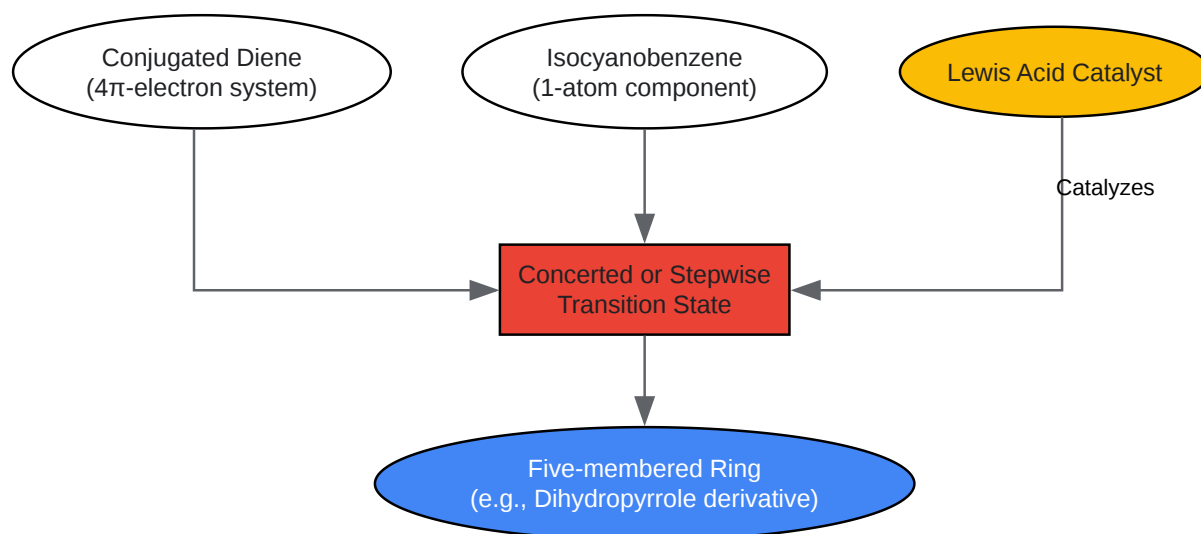 Conjugated Diene
(4π-electron system)
Isocyanobenzene
(1-atom component)
Lewis Acid Catalyst
Catalyzes
Concerted or Stepwise
Transition State
Five-membered Ring
(e.g., Dihydropyrrole derivative)